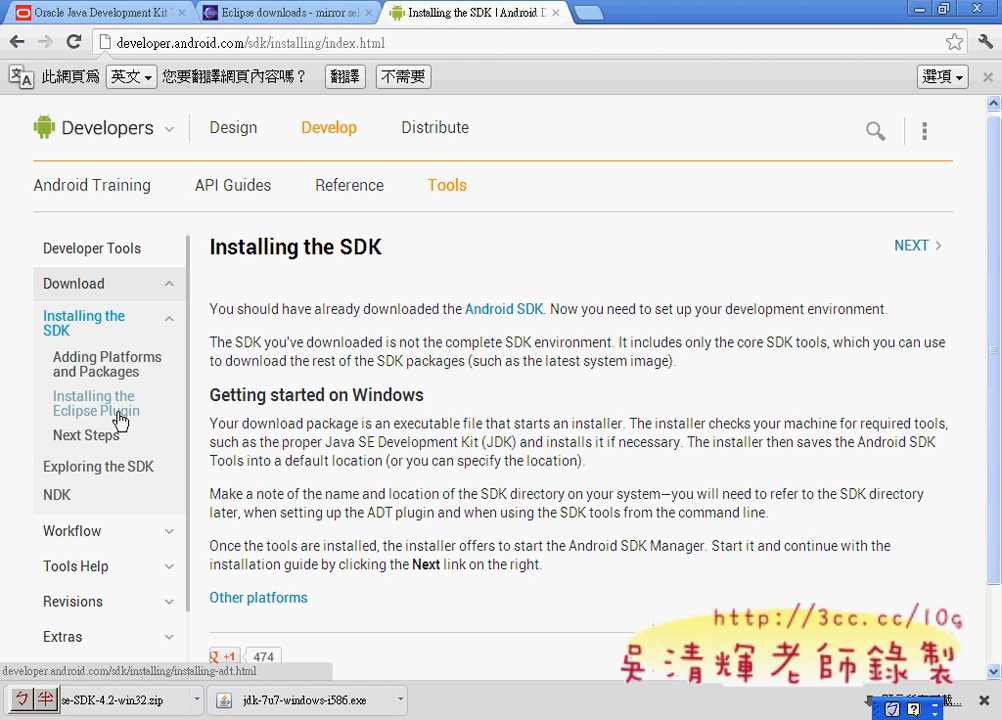 Oracle Java Development Kit
Eclipse downloads - mirror sel
Installing the SDK | Android D
developer.android.com/sdk/installing/index.html
此網頁為 英文 您要翻譯網頁內容嗎？ 翻譯 不需要 選項
Developers Design Develop Distribute
Android Training API Guides Reference Tools
Developer Tools
Download
Installing the
SDK
Adding Platforms
and Packages
Installing the
Eclipse Plugin
Next Steps
Exploring the SDK
NDK
Workflow
Tools Help
Revisions
Extras
Installing the SDK
NEXT
You should have already downloaded the Android SDK. Now you need to set up your development environment.
The SDK you've downloaded is not the complete SDK environment. It includes only the core SDK tools, which you can use
to download the rest of the SDK packages (such as the latest system image).
Getting started on Windows
Your download package is an executable file that starts an installer. The installer checks your machine for required tools,
such as the proper Java SE Development Kit (JDK) and installs it if necessary. The installer then saves the Android SDK
Tools into a default location (or you can specify the location).
Make a note of the name and location of the SDK directory on your system—you will need to refer to the SDK directory
later, when setting up the ADT plugin and when using the SDK tools from the command line.
Once the tools are installed, the installer offers to start the Android SDK Manager. Start it and continue with the
installation guide by clicking the Next link on the right.
Other platforms
+1 474
http://3cc.cc/10g
吳清輝老師錄製
developer.android.com/sdk/installing/installing-adt.html
ㄅ 半 se-SDK-4.2-win32.zip
jdk-7u7-windows-i586.exe